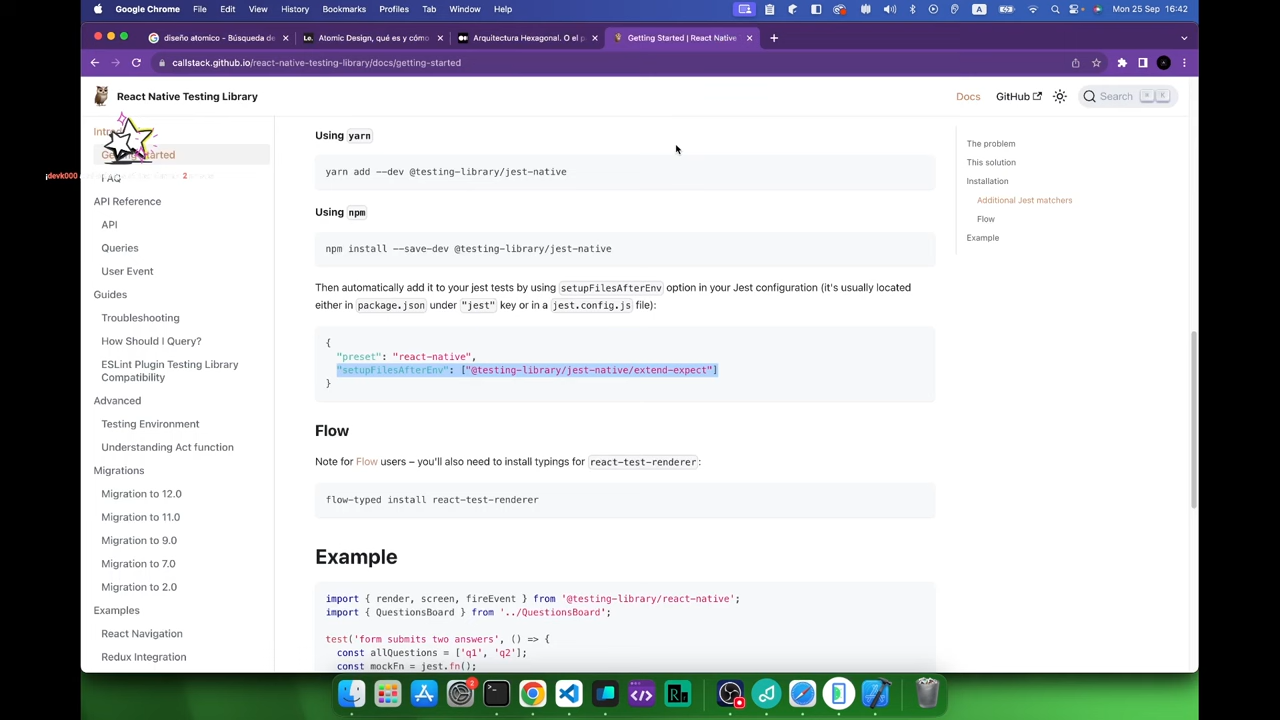 Google Chrome File Edit View History Bookmarks Profiles Tab Window Help A Mon 25 Sep 16:42
diseño atomico - Búsqueda de
Le. Atomic Design, qué es y cómo
Arquitectura Hexagonal. O el p
Getting Started | React Native
callstack.github.io/react-native-testing-library/docs/getting-started
React Native Testing Library
Docs GitHub Search K
Getting Started
FAQ
API Reference
API
Queries
User Event
Guides
Troubleshooting
How Should I Query?
ESLint Plugin Testing Library
Compatibility
Advanced
Testing Environment
Understanding Act function
Migrations
Migration to 12.0
Migration to 11.0
Migration to 9.0
Migration to 7.0
Migration to 2.0
Examples
React Navigation
Redux Integration
¡devk000
2
Using yarn
yarn add --dev @testing-library/jest-native
Using npm
npm install --save-dev @testing-library/jest-native
Then automatically add it to your jest tests by using setupFilesAfterEnv option in your Jest configuration (it's usually located
either in package.json under "jest" key or in a jest.config.js file):
{
"preset": "react-native",
"setupFilesAfterEnv": ["@testing-library/jest-native/extend-expect"]
}
Flow
Note for Flow users – you'll also need to install typings for react-test-renderer:
flow-typed install react-test-renderer
Example
import { render, screen, fireEvent } from '@testing-library/react-native';
import { QuestionsBoard } from '../QuestionsBoard';
test('form submits two answers', () => {
const allQuestions = ['q1', 'q2'];
const mockFn = jest.fn();
The problem
This solution
Installation
Additional Jest matchers
Flow
Example
2